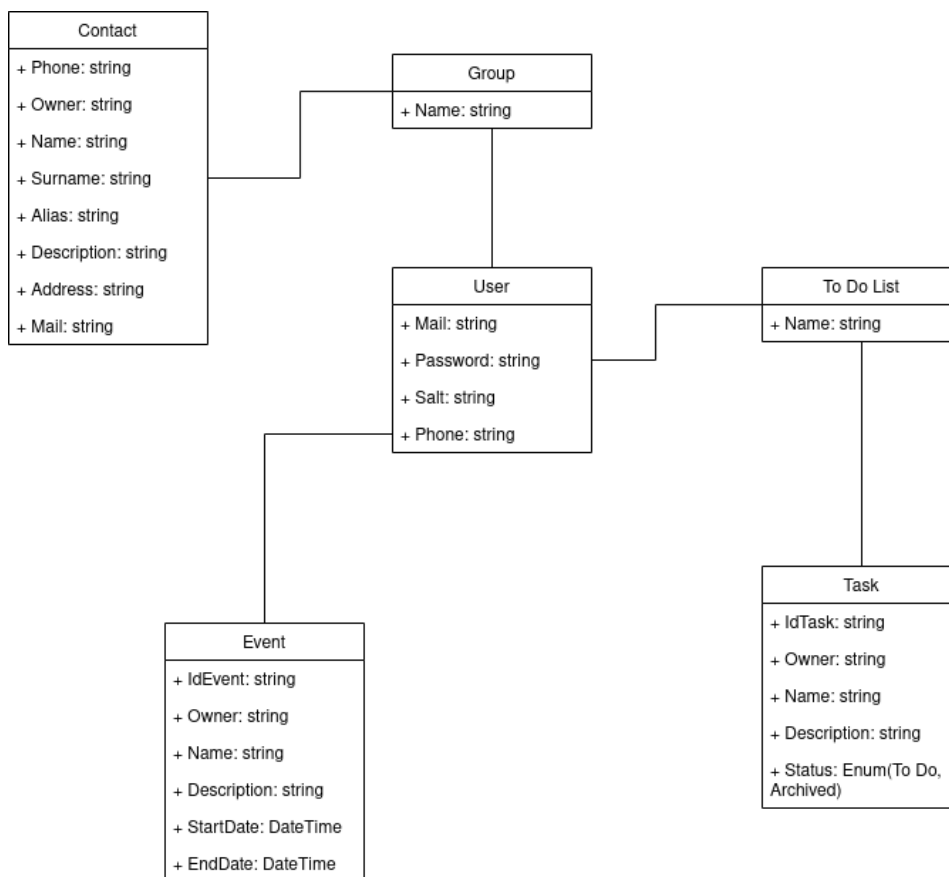 Contact
+ Phone: string
+ Owner: string
+ Name: string
+ Surname: string
+ Alias: string
+ Description: string
+ Address: string
+ Mail: string
Group
+ Name: string
User
+ Mail: string
+ Password: string
+ Salt: string
+ Phone: string
To Do List
+ Name: string
Event
+ IdEvent: string
+ Owner: string
+ Name: string
+ Description: string
+ StartDate: DateTime
+ EndDate: DateTime
Task
+ IdTask: string
+ Owner: string
+ Name: string
+ Description: string
+ Status: Enum(To Do,
Archived)